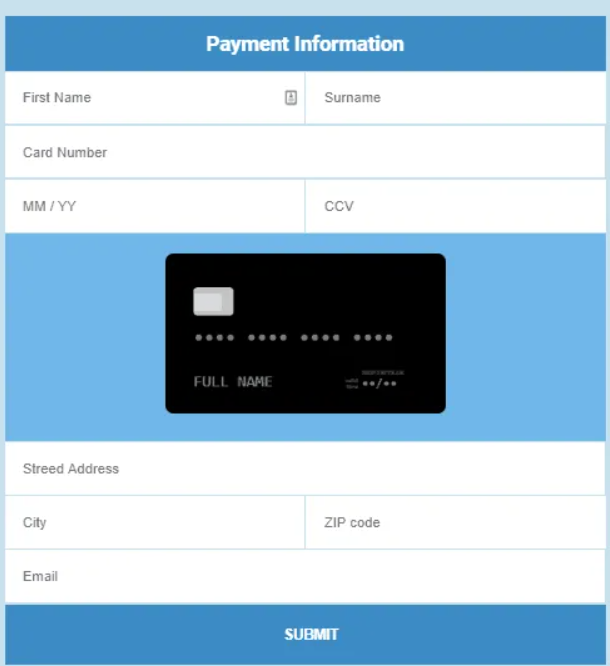 Payment Information
First Name Surname
Card Number
MM / YY CCV
•••• •••• •••• ••••
FULL NAME ••/••
Streed Address
City ZIP code
Email
SUBMIT